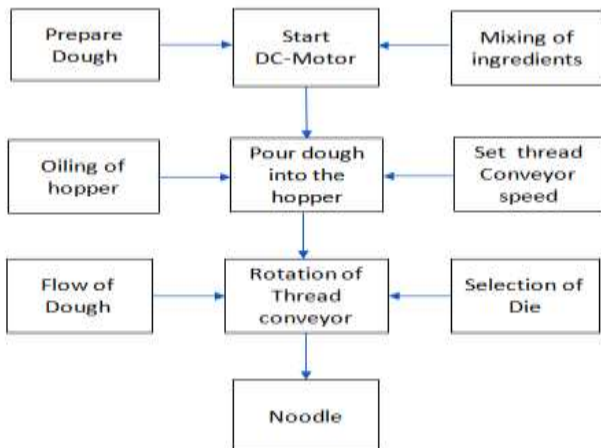 Prepare
Dough
Start
DC-Motor
Mixing of
ingredients
Oiling of
hopper
Pour dough
into the
hopper
Set thread
Conveyor
speed
Flow of
Dough
Rotation of
Thread
conveyor
Selection of
Die
Noodle